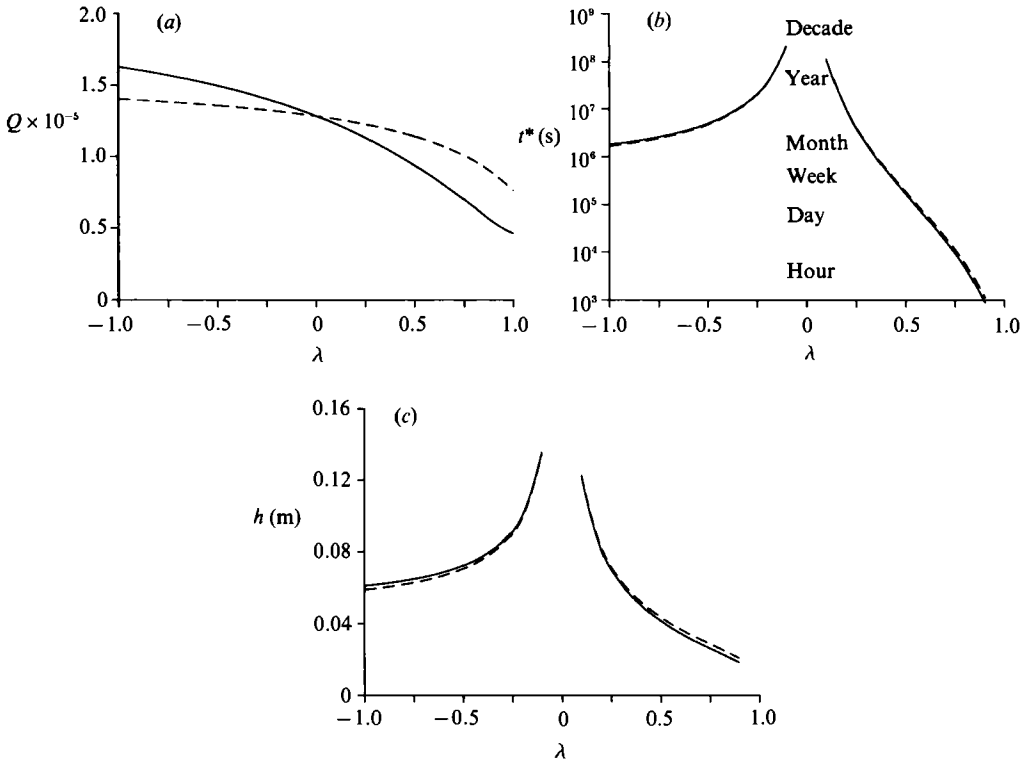 (a)
2.0
1.5
Q × 10⁻⁵
1.0
0.5
0
−1.0
−0.5
0
0.5
1.0
λ
(b)
10⁹
10⁸
10⁷
t* (s)
10⁶
10⁵
10⁴
10³
Decade
Year
Month
Week
Day
Hour
−1.0
−0.5
0
0.5
1.0
λ
(c)
0.16
0.12
h (m)
0.08
0.04
0
−1.0
−0.5
0
0.5
1.0
λ